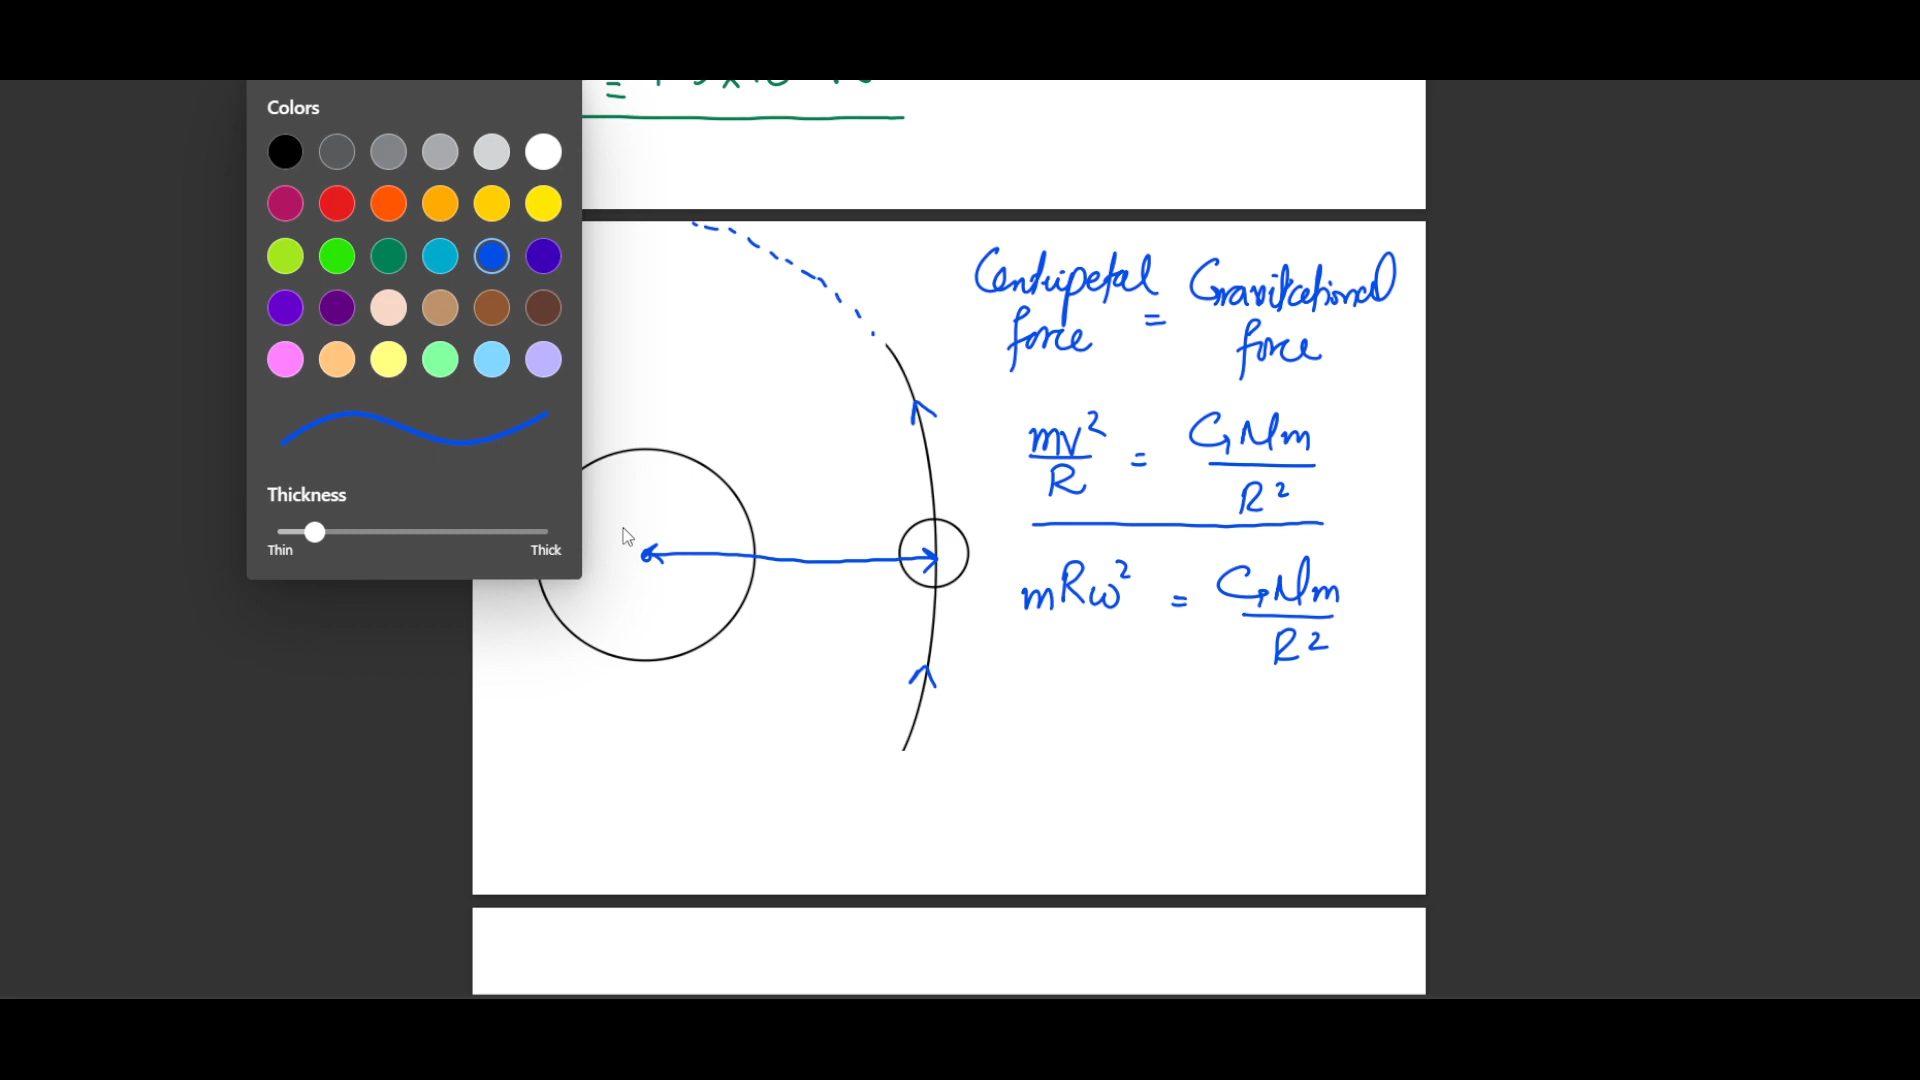 Colors
Thickness
Thin Thick
Centripetal force = Gravitational force
mv²/R = GMm/R²
mRω² = GMm/R²